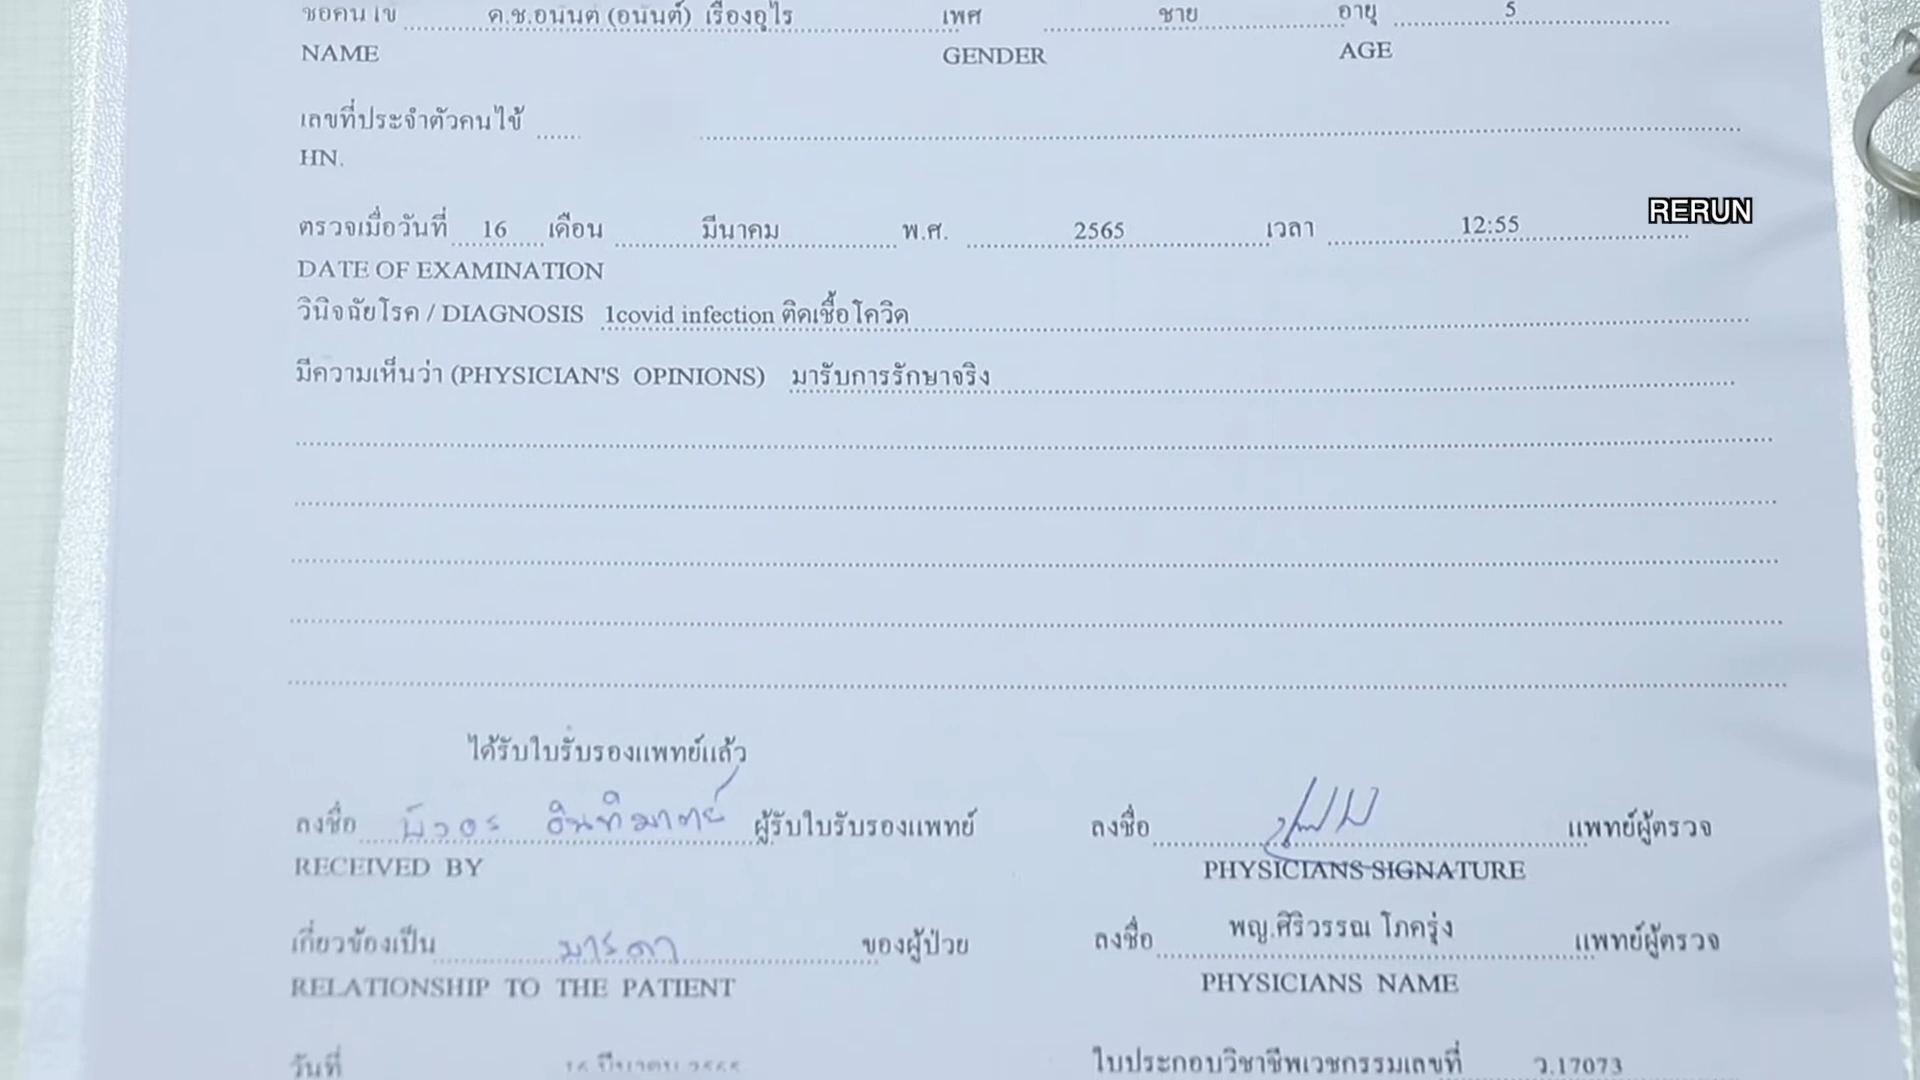 ชื่อคนไข้ ด.ช.อนันต์ (อนันต์) เรืองอุไร เพศ ชาย อายุ 5
NAME GENDER AGE
เลขที่ประจำตัวคนไข้
HN.
RERUN
ตรวจเมื่อวันที่ 16 เดือน มีนาคม พ.ศ. 2565 เวลา 12:55
DATE OF EXAMINATION
วินิจฉัยโรค / DIAGNOSIS 1covid infection ติดเชื้อโควิด
มีความเห็นว่า (PHYSICIAN'S OPINIONS) มารับการรักษาจริง
ได้รับใบรับรองแพทย์แล้ว
ลงชื่อ ผู้รับใบรับรองแพทย์ ลงชื่อ แพทย์ผู้ตรวจ
RECEIVED BY PHYSICIANS SIGNATURE
เกี่ยวข้องเป็น มารดา ของผู้ป่วย ลงชื่อ พญ.ศิริวรรณ โภครุ่ง แพทย์ผู้ตรวจ
RELATIONSHIP TO THE PATIENT PHYSICIANS NAME
วันที่ 16 มีนาคม 2565 ใบประกอบวิชาชีพเวชกรรมเลขที่ ว.17073